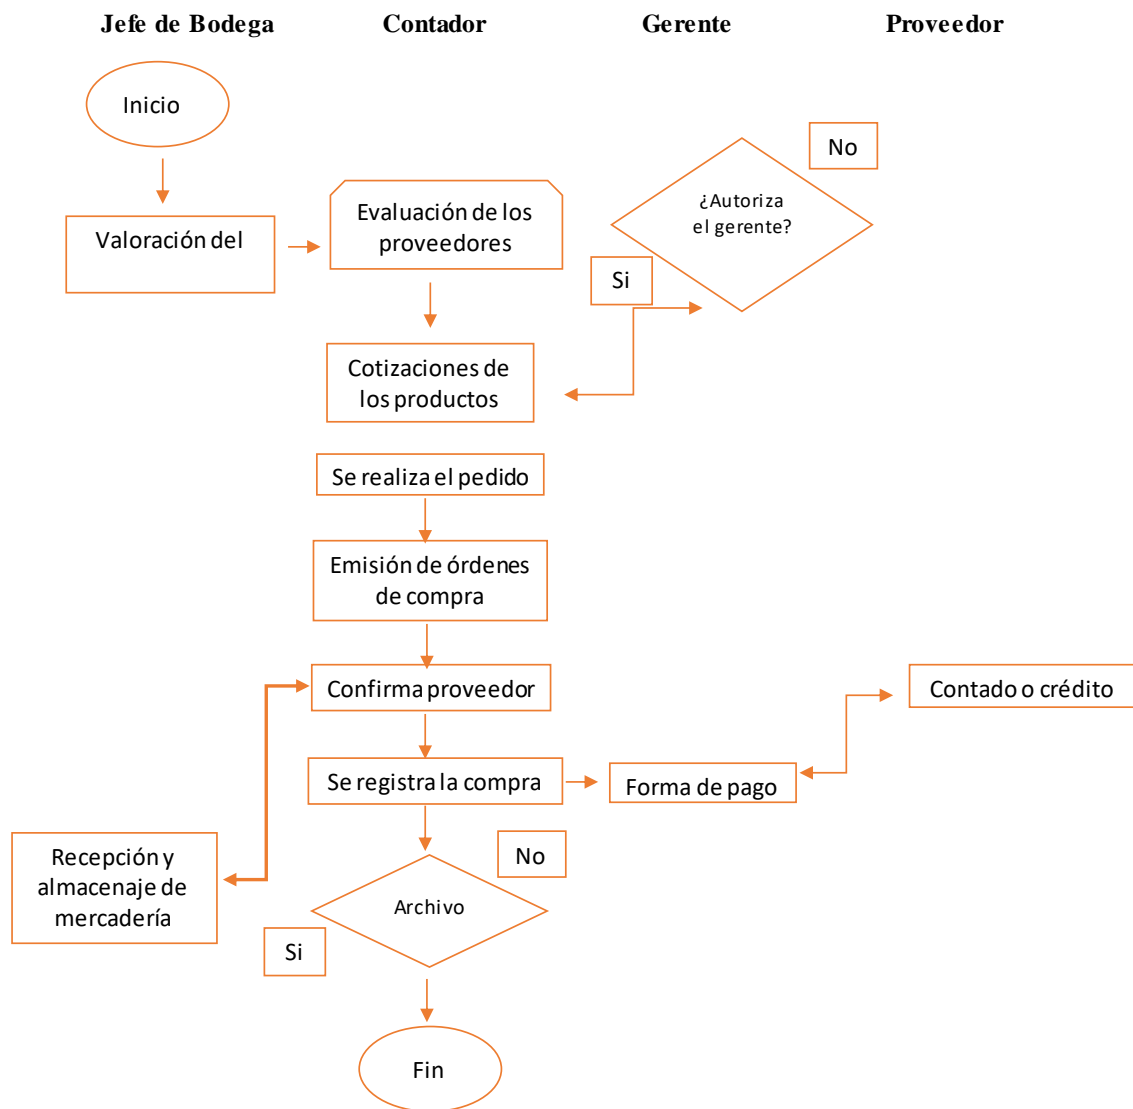 Jefe de Bodega
Contador
Gerente
Proveedor
Inicio
No
¿Autoriza
el gerente?
Evaluación de los
proveedores
Valoración del
Si
Cotizaciones de
los productos
Se realiza el pedido
Emisión de órdenes
de compra
Confirma proveedor
Contado o crédito
Se registra la compra
Forma de pago
Recepción y
almacenaje de
mercadería
No
Archivo
Si
Fin